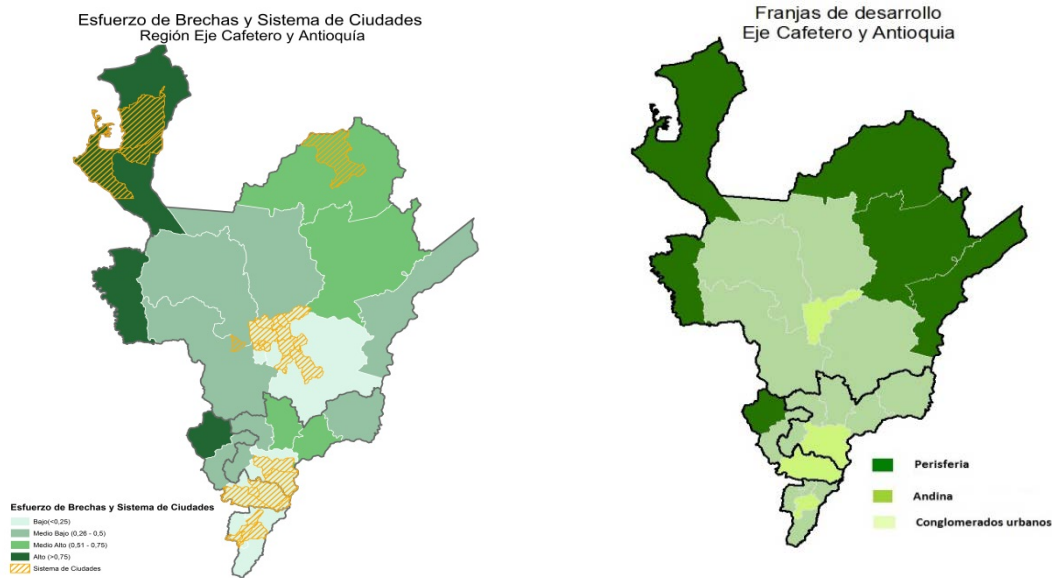 Esfuerzo de Brechas y Sistema de Ciudades
Región Eje Cafetero y Antioquía
Esfuerzo de Brechas y Sistema de Ciudades
Bajo(<0,25)
Medio Bajo (0,26 - 0,5)
Medio Alto (0,51 - 0,75)
Alto (>0,75)
Sistema de Ciudades
Franjas de desarrollo
Eje Cafetero y Antioquia
Perisferia
Andina
Conglomerados urbanos